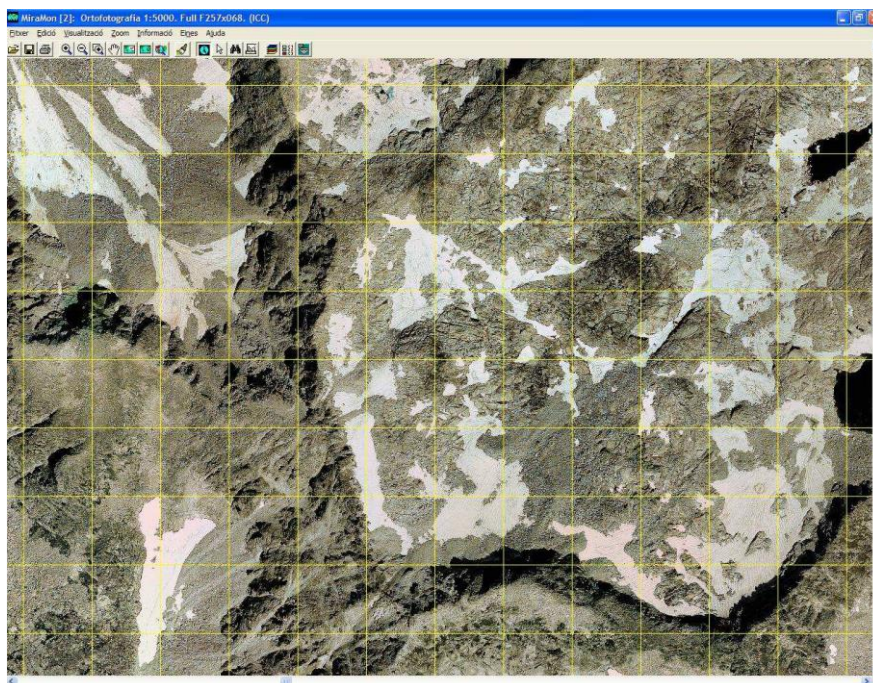 MiraMon [2]: Ortofotografia 1:5000. Full F257x068. (ICC)
Fitxer Edició Visualització Zoom Informació Eines Ajuda